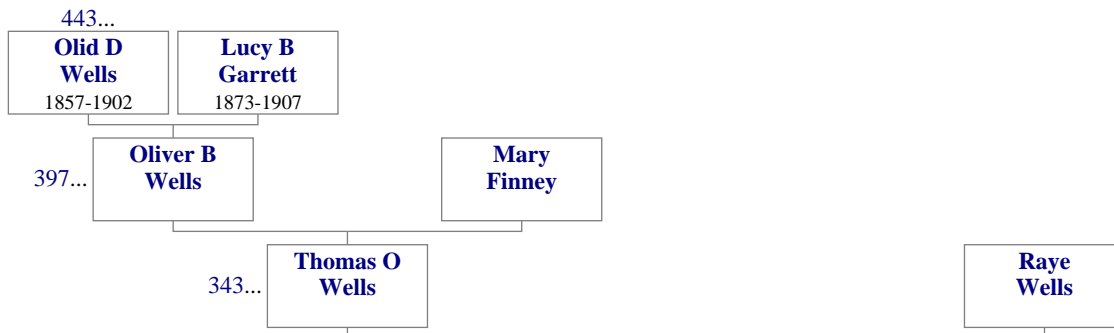 443...
Olid D
Wells
1857-1902
Lucy B
Garrett
1873-1907
397...
Oliver B
Wells
Mary
Finney
343...
Thomas O
Wells
Raye
Wells